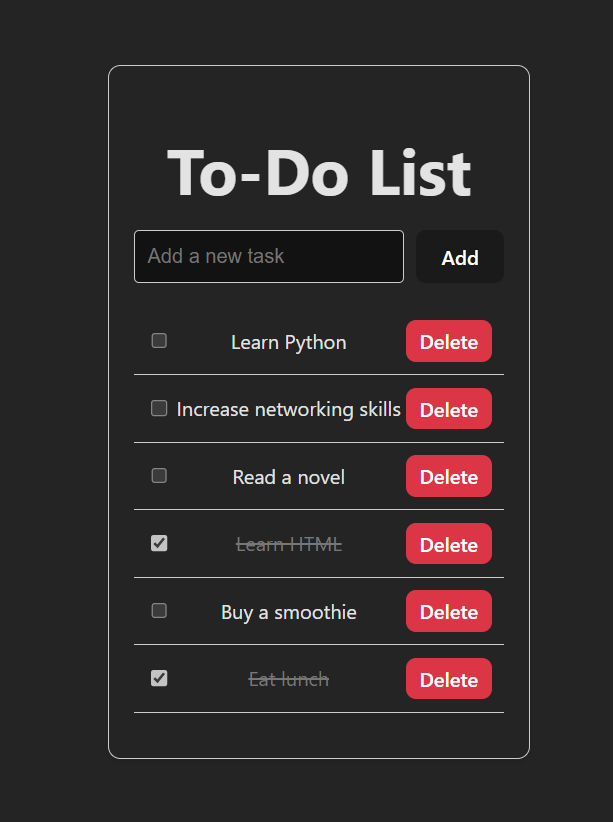 To-Do List
Add a new task
Add
Learn Python
Delete
Increase networking skills
Delete
Read a novel
Delete
Learn HTML
Delete
Buy a smoothie
Delete
Eat lunch
Delete